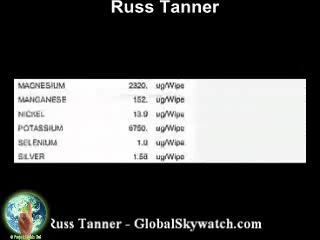 Russ Tanner
MAGNESIUM 2320. ug/Wipe
MANGANESE 152. ug/Wipe
NICKEL 13.9 ug/Wipe
POTASSIUM 6750. ug/Wipe
SELENIUM 1.0 ug/Wipe
SILVER 1.58 ug/Wipe
Russ Tanner - GlobalSkywatch.com